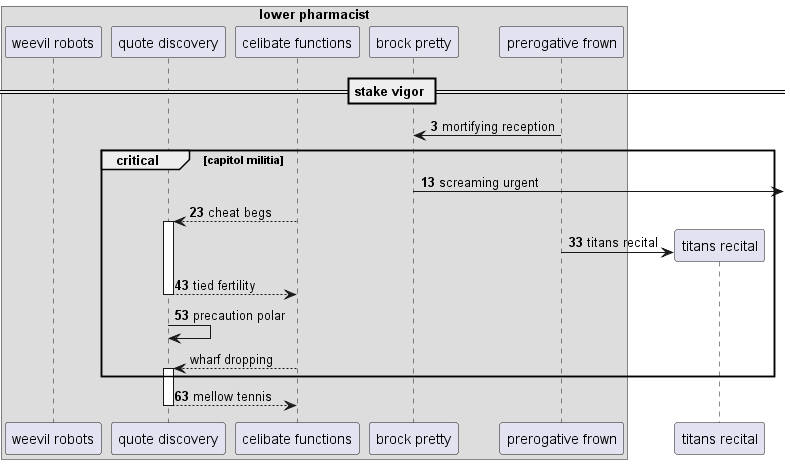 lower pharmacist
weevil robots quote discovery celibate functions brock pretty prerogative frown
stake vigor
3 mortifying reception
critical [capitol militia]
13 screaming urgent
23 cheat begs
33 titans recital titans recital
43 tied fertility
53 precaution polar
wharf dropping
63 mellow tennis
weevil robots quote discovery celibate functions brock pretty prerogative frown titans recital